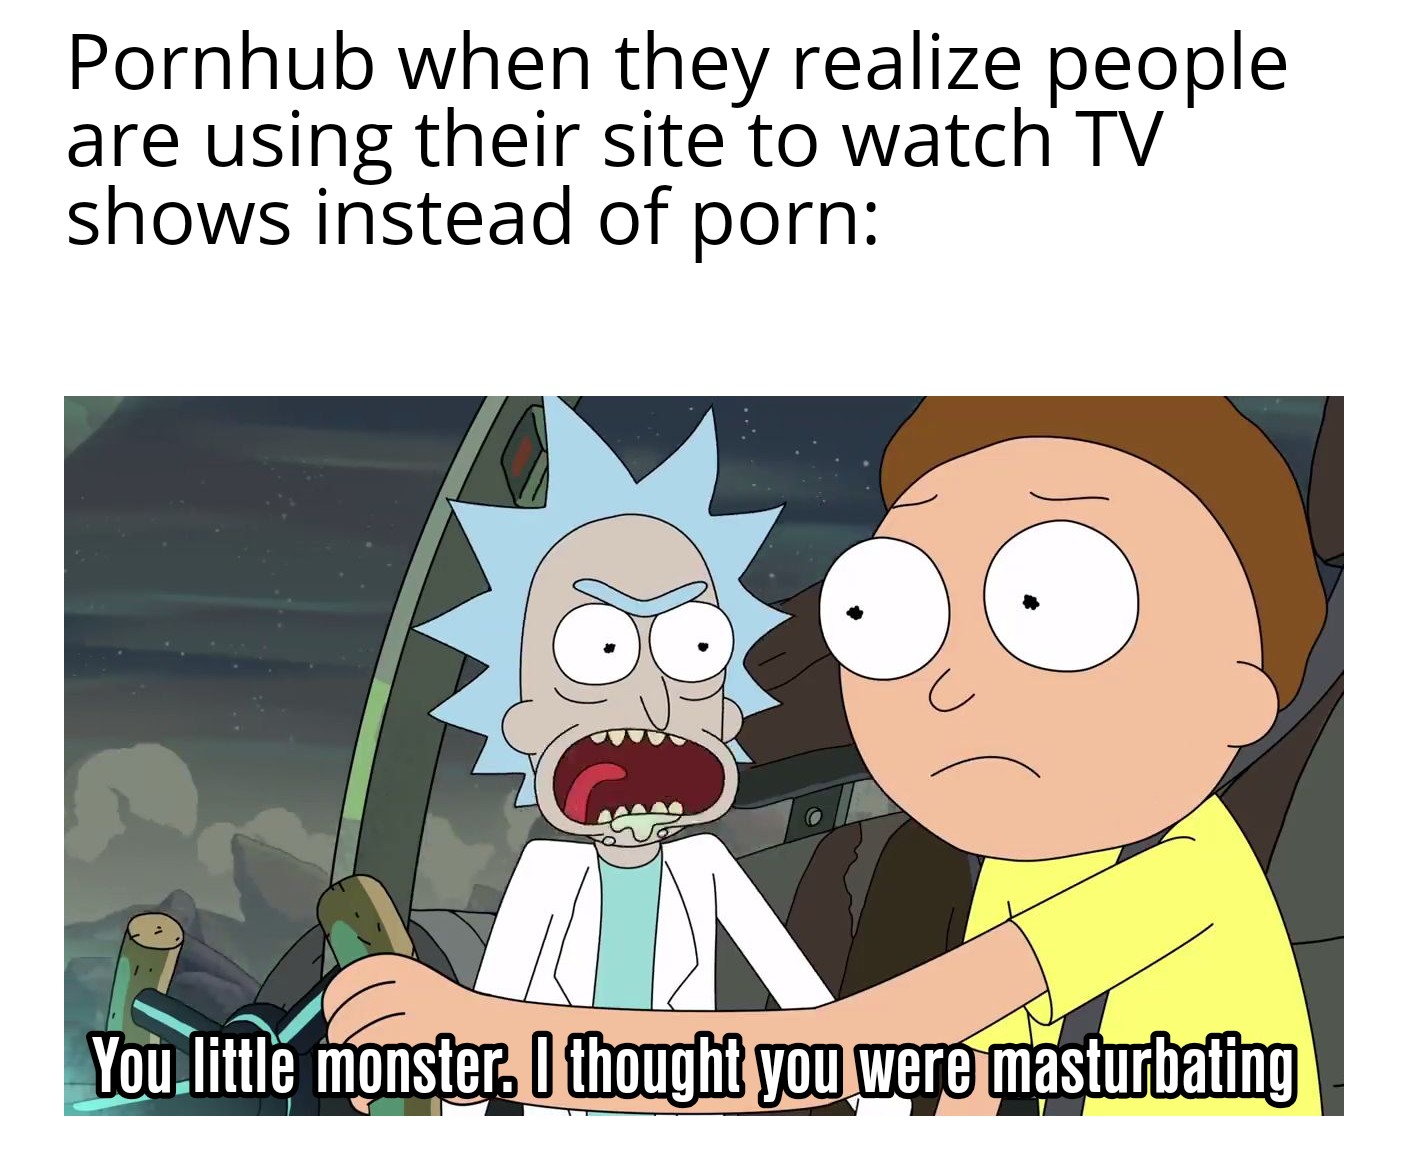 Pornhub when they realize people
are using their site to watch TV
shows instead of porn:
You little monster. I thought you were masturbating